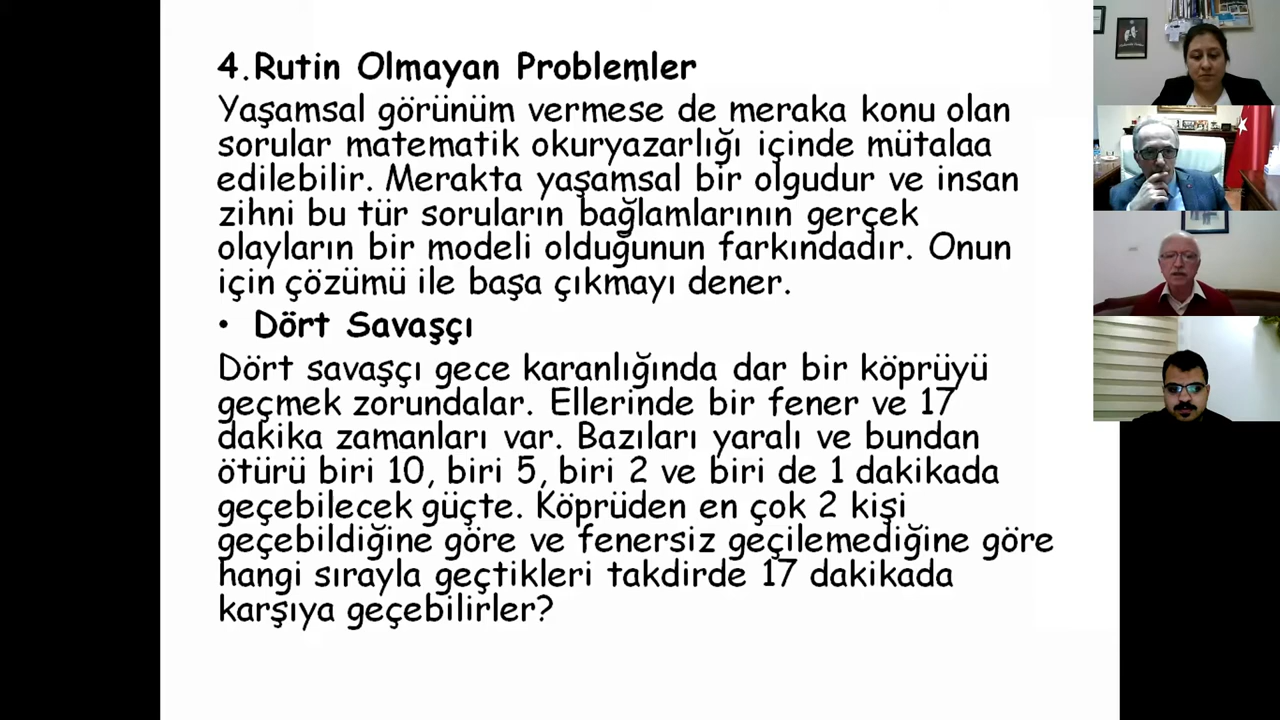 4.Rutin Olmayan Problemler
Yaşamsal görünüm vermese de meraka konu olan
sorular matematik okuryazarlığı içinde mütalaa
edilebilir. Merakta yaşamsal bir olgudur ve insan
zihni bu tür soruların bağlamlarının gerçek
olayların bir modeli olduğunun farkındadır. Onun
için çözümü ile başa çıkmayı dener.
• Dört Savaşçı
Dört savaşçı gece karanlığında dar bir köprüyü
geçmek zorundalar. Ellerinde bir fener ve 17
dakika zamanları var. Bazıları yaralı ve bundan
ötürü biri 10, biri 5, biri 2 ve biri de 1 dakikada
geçebilecek güçte. Köprüden en çok 2 kişi
geçebildiğine göre ve fenersiz geçilemediğine göre
hangi sırayla geçtikleri takdirde 17 dakikada
karşıya geçebilirler?